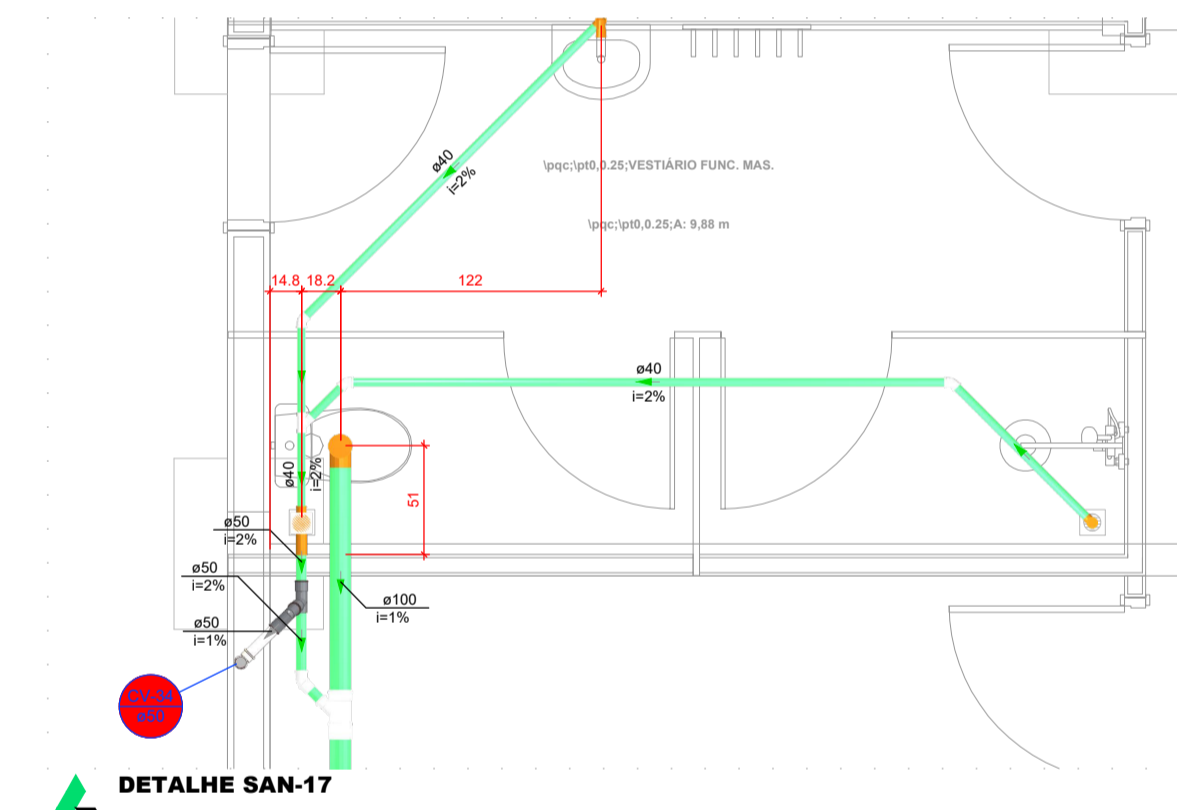 ø40
i=2%
\pqc;\pt0,0.25;VESTIÁRIO FUNC. MAS.
\pqc;\pt0,0.25;A: 9,88 m
14.8 18.2 122
ø40
i=2%
ø40
i=2%
51
ø50
i=2%
ø50
i=2%
ø100
i=1%
ø50
i=1%
CV-34
ø50
DETALHE SAN-17